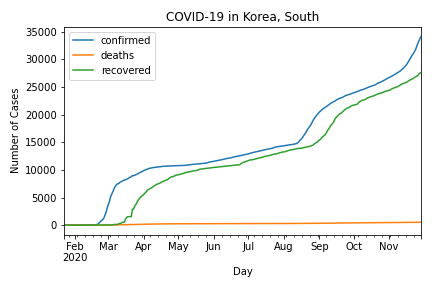 COVID-19 in Korea, South
confirmed
deaths
recovered
35000
30000
25000
20000
15000
10000
5000
0
Number of Cases
Feb Mar Apr May Jun Jul Aug Sep Oct Nov
2020
Day